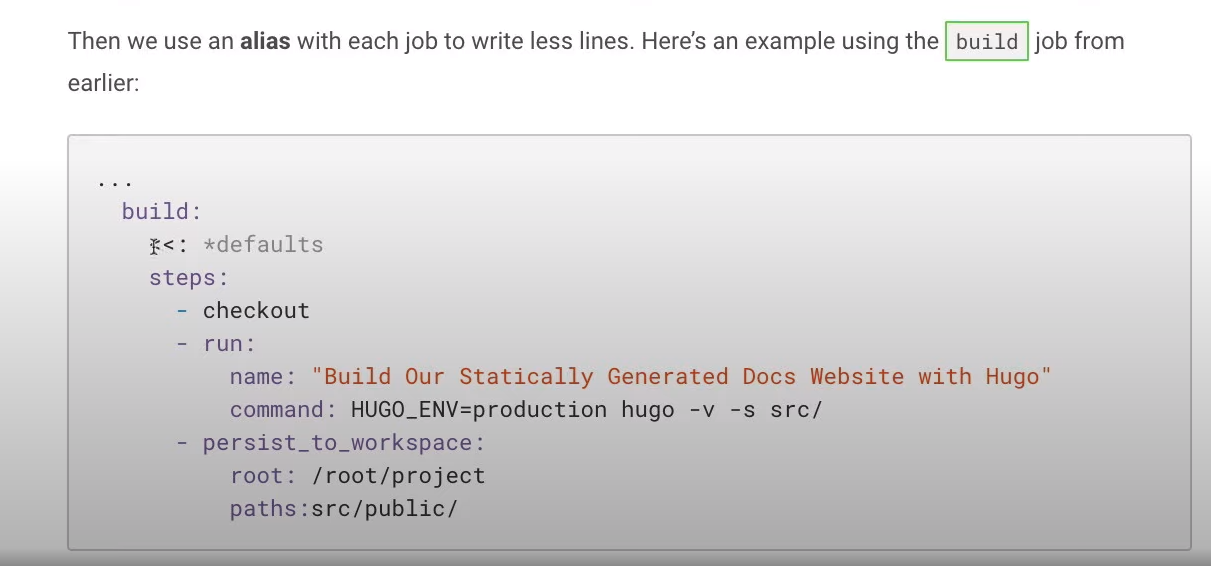 Then we use an alias with each job to write less lines. Here's an example using the build job from
earlier:
...
build:
<<: *defaults
steps:
- checkout
- run:
name: "Build Our Statically Generated Docs Website with Hugo"
command: HUGO_ENV=production hugo -v -s src/
- persist_to_workspace:
root: /root/project
paths:src/public/